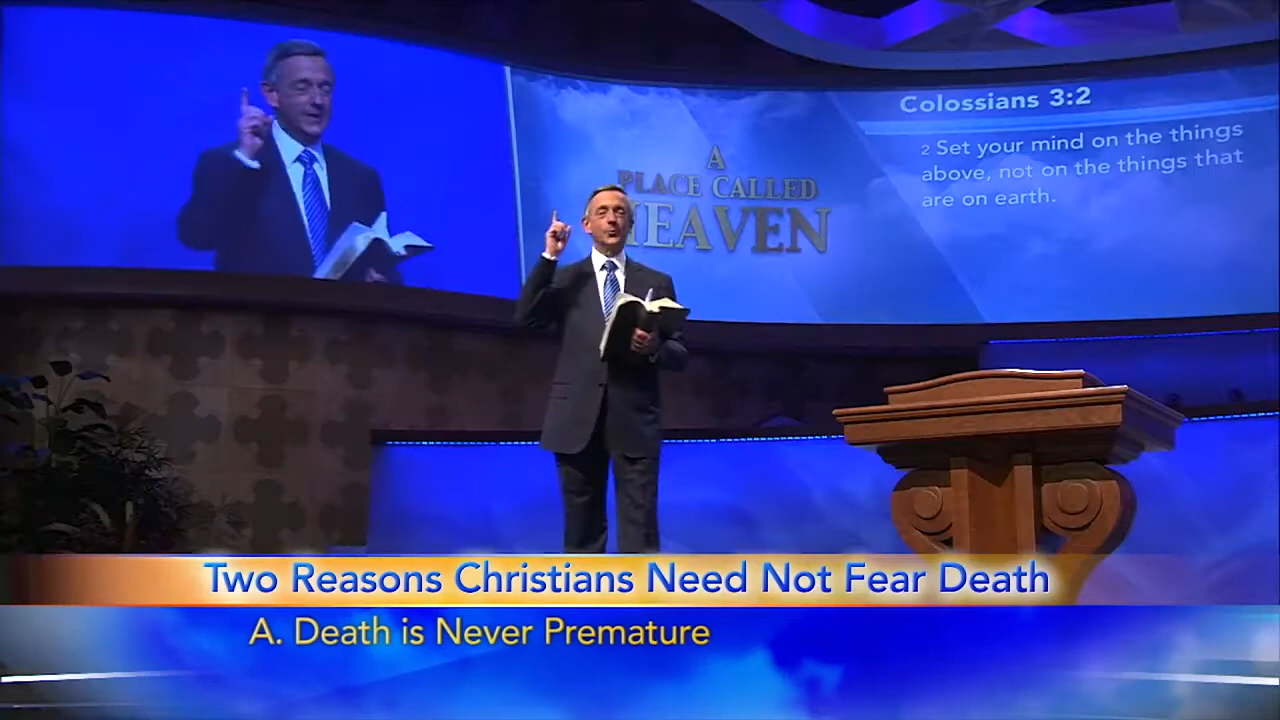 A
PLACE CALLED
HEAVEN
Colossians 3:2
2 Set your mind on the things
above, not on the things that
are on earth.
Two Reasons Christians Need Not Fear Death
A. Death is Never Premature